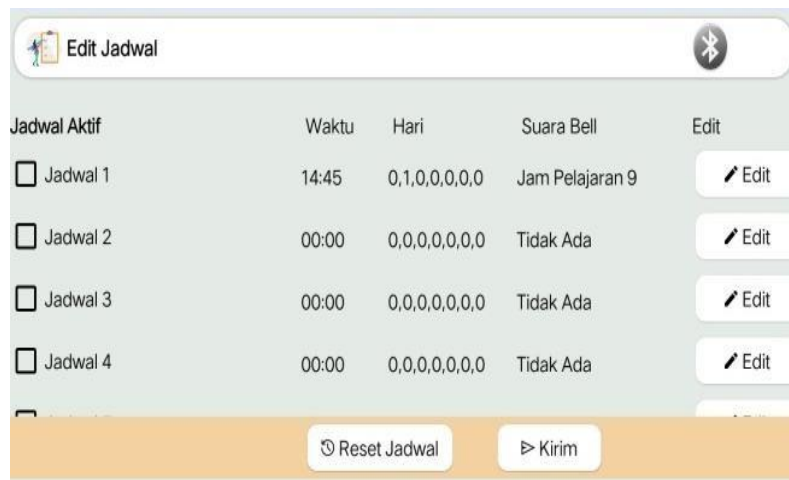 Edit Jadwal
Jadwal Aktif Waktu Hari Suara Bell Edit
Jadwal 1 14:45 0,1,0,0,0,0,0 Jam Pelajaran 9 Edit
Jadwal 2 00:00 0,0,0,0,0,0,0 Tidak Ada Edit
Jadwal 3 00:00 0,0,0,0,0,0,0 Tidak Ada Edit
Jadwal 4 00:00 0,0,0,0,0,0,0 Tidak Ada Edit
Reset Jadwal Kirim